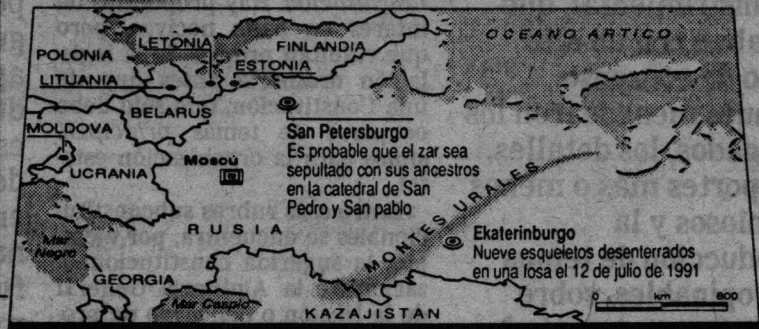 OCEANO ARTICO
LETONIA
FINLANDIA
POLONIA
ESTONIA
LITUANIA
BELARUS
MOLDOVA
San Petersburgo
Es probable que el zar sea
sepultado con sus ancestros
en la catedral de San
Pedro y San pablo
Moscú
UCRANIA
MONTES URALES
RUSIA
Ekaterinburgo
Nueve esqueletos desenterrados
en una fosa el 12 de julio de 1991
Mar
Negro
GEORGIA
Mar Caspio
KAZAJISTAN
0 km 800